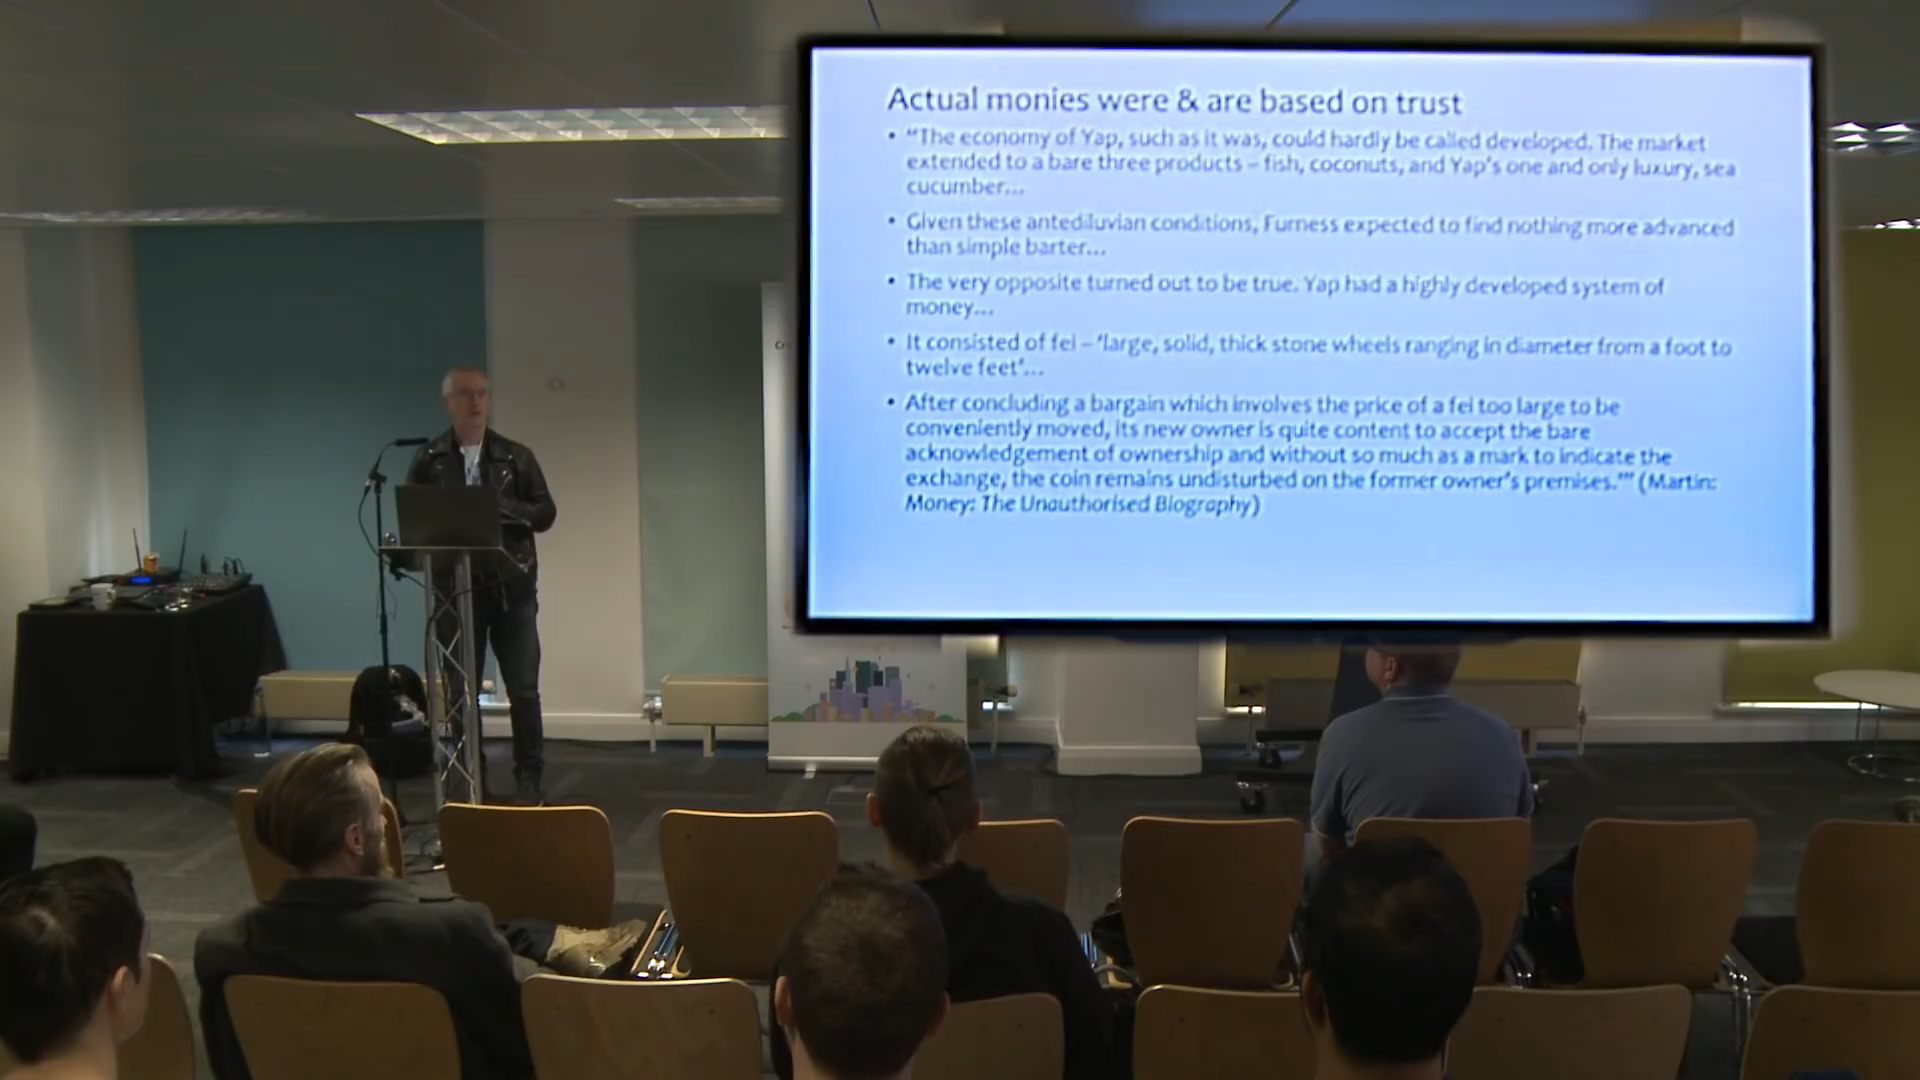 Actual monies were & are based on trust
• “The economy of Yap, such as it was, could hardly be called developed. The market
extended to a bare three products – fish, coconuts, and Yap's one and only luxury, sea
cucumber...
• Given these antediluvian conditions, Furness expected to find nothing more advanced
than simple barter...
• The very opposite turned out to be true. Yap had a highly developed system of
money...
• It consisted of fei – ‘large, solid, thick stone wheels ranging in diameter from a foot to
twelve feet’...
• After concluding a bargain which involves the price of a fei too large to be
conveniently moved, its new owner is quite content to accept the bare
acknowledgement of ownership and without so much as a mark to indicate the
exchange, the coin remains undisturbed on the former owner's premises.’” (Martin:
Money: The Unauthorised Biography)